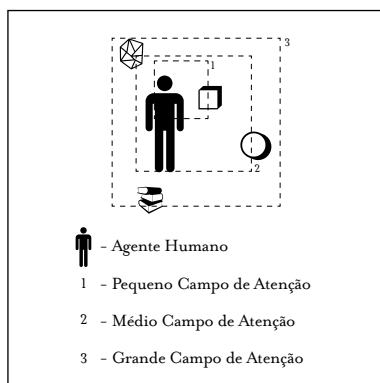 3
1
2
– Agente Humano
1 – Pequeno Campo de Atenção
2 – Médio Campo de Atenção
3 – Grande Campo de Atenção